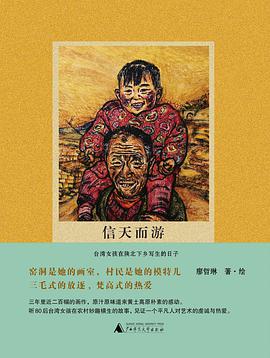 信天而游
台湾女孩在陕北下乡写生的日子
窑洞是她的画室，村民是她的模特儿
三毛式的放逐，梵高式的热爱
廖哲琳 著·绘
三年里近二百幅的画作，原汁原味道来黄土高原朴素的感动。
听80后台湾女孩在农村妙趣横生的故事，见证一个平凡人对艺术的虔诚与热爱。
广西师范大学出版社